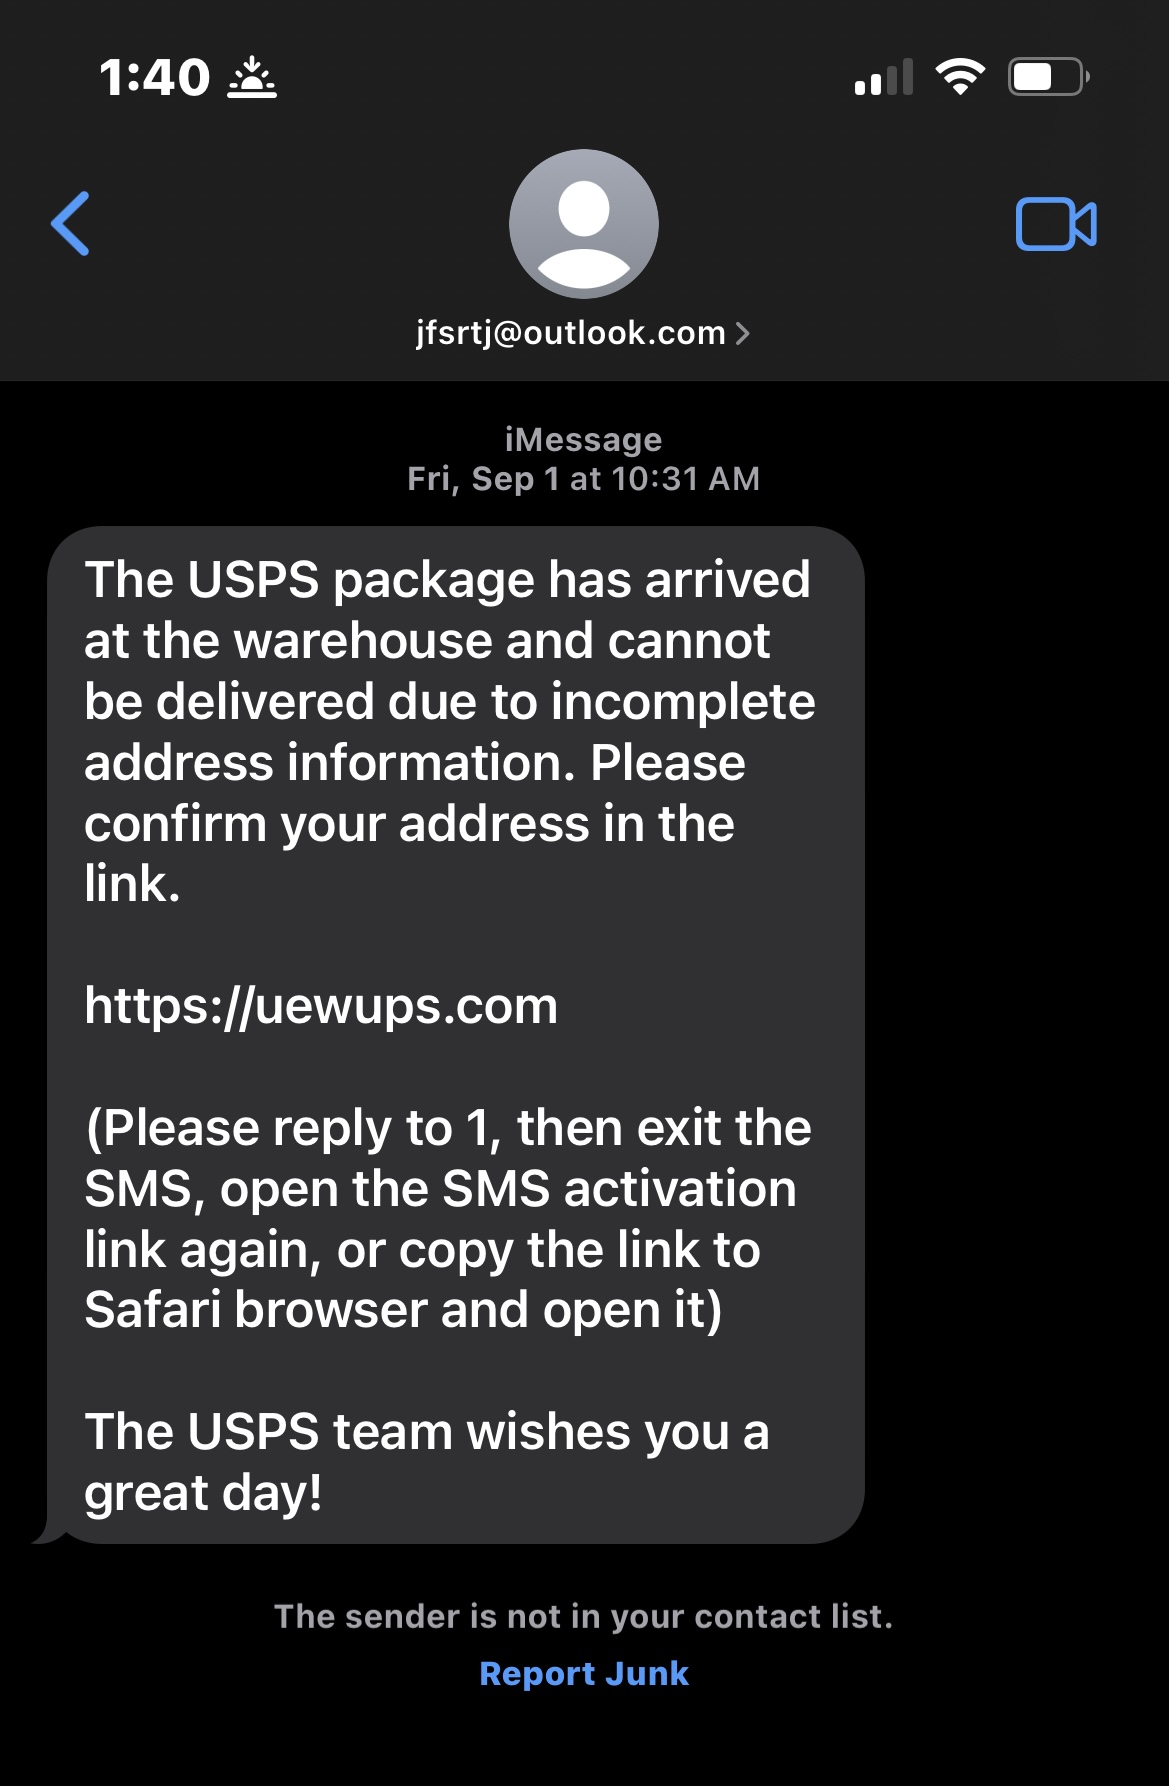 1:40
jfsrtj@outlook.com
iMessage
Fri, Sep 1 at 10:31 AM
The USPS package has arrived
at the warehouse and cannot
be delivered due to incomplete
address information. Please
confirm your address in the
link.
https://uewups.com
(Please reply to 1, then exit the
SMS, open the SMS activation
link again, or copy the link to
Safari browser and open it)
The USPS team wishes you a
great day!
The sender is not in your contact list.
Report Junk